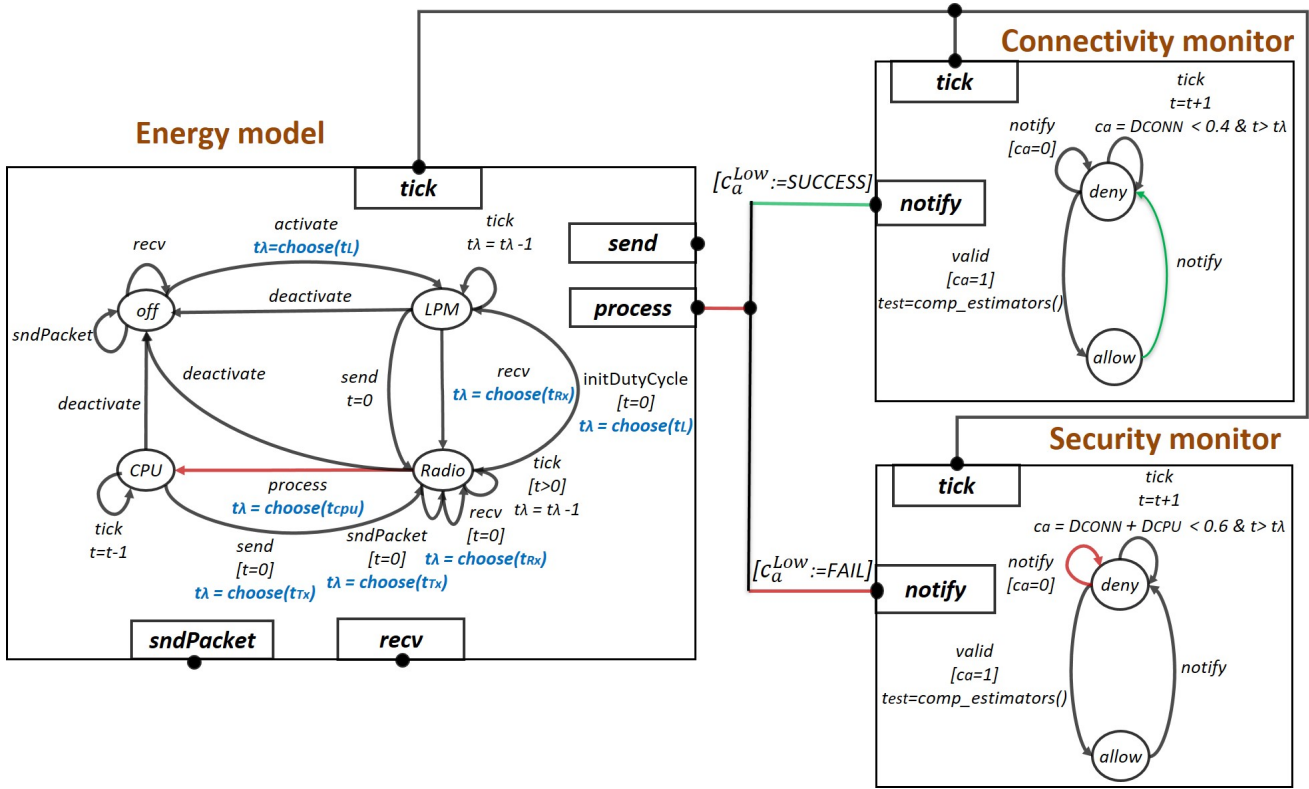 Energy model
tick
activate
tλ=choose(tL)
tick
tλ = tλ -1
recv
off
LPM
deactivate
sndPacket
deactivate
send
t=0
recv
tλ = choose(tRx)
initDutyCycle
[t=0]
tλ = choose(tL)
deactivate
CPU
Radio
process
tλ = choose(tcpu)
tick
t=t-1
send
[t=0]
tλ = choose(tTx)
sndPacket
[t=0]
tλ = choose(tTx)
recv
[t=0]
tλ = choose(tRx)
tick
[t>0]
tλ = tλ -1
sndPacket
recv
send
process
[c_a^Low:=SUCCESS]
[c_a^Low:=FAIL]
Connectivity monitor
tick
tick
t=t+1
ca = DCONN < 0.4 & t> tλ
notify
[ca=0]
deny
notify
valid
[ca=1]
test=comp_estimators()
notify
allow
Security monitor
tick
tick
t=t+1
ca = DCONN + DCPU < 0.6 & t> tλ
notify
[ca=0]
deny
notify
valid
[ca=1]
test=comp_estimators()
notify
allow